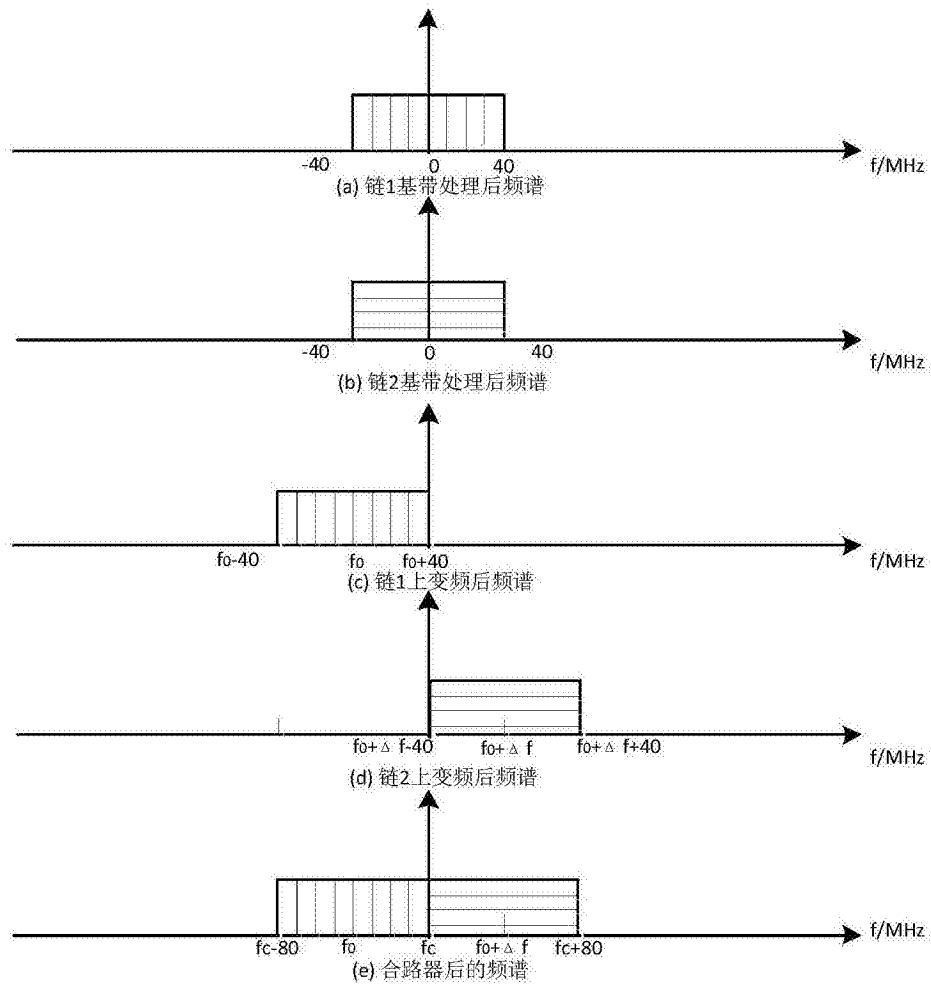 -40 0 40 f/MHz
(a) 链1基带处理后频谱
-40 0 40 f/MHz
(b) 链2基带处理后频谱
f₀-40 f₀ f₀+40 f/MHz
(c) 链1上变频后频谱
f₀+Δ f-40 f₀+Δ f f₀+Δ f+40 f/MHz
(d) 链2上变频后频谱
fc-80 f₀ fc f₀+Δ f fc+80 f/MHz
(e) 合路器后的频谱